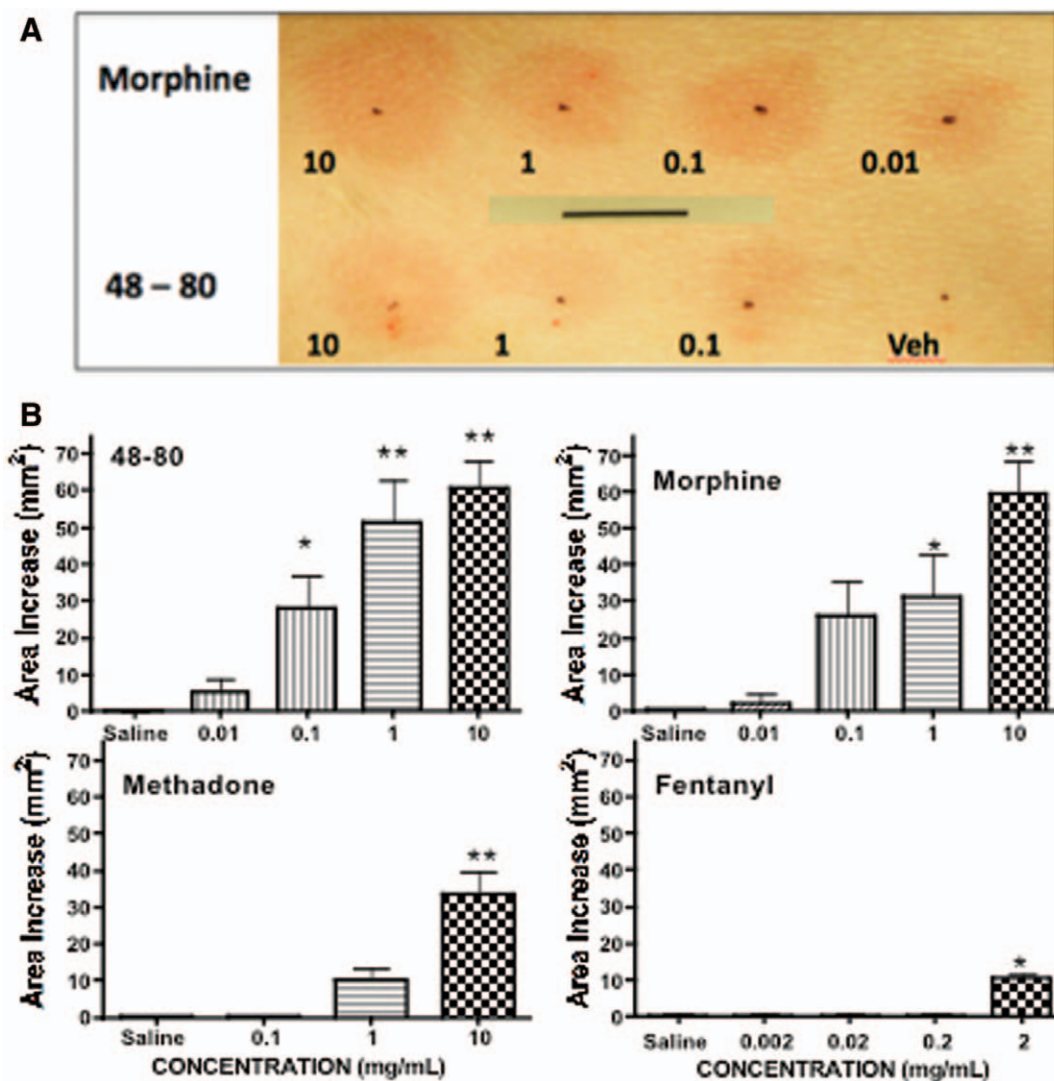 A
Morphine
10 1 0.1 0.01
48 – 80
10 1 0.1 Veh
B
Area Increase (mm²)
70
60
50
40
30
20
10
0
48-80
*
**
**
Saline 0.01 0.1 1 10
Area Increase (mm²)
70
60
50
40
30
20
10
0
Morphine
*
**
Saline 0.01 0.1 1 10
Area Increase (mm²)
70
60
50
40
30
20
10
0
Methadone
**
Saline 0.1 1 10
CONCENTRATION (mg/mL)
Area Increase (mm²)
70
60
50
40
30
20
10
0
Fentanyl
*
Saline 0.002 0.02 0.2 2
CONCENTRATION (mg/mL)